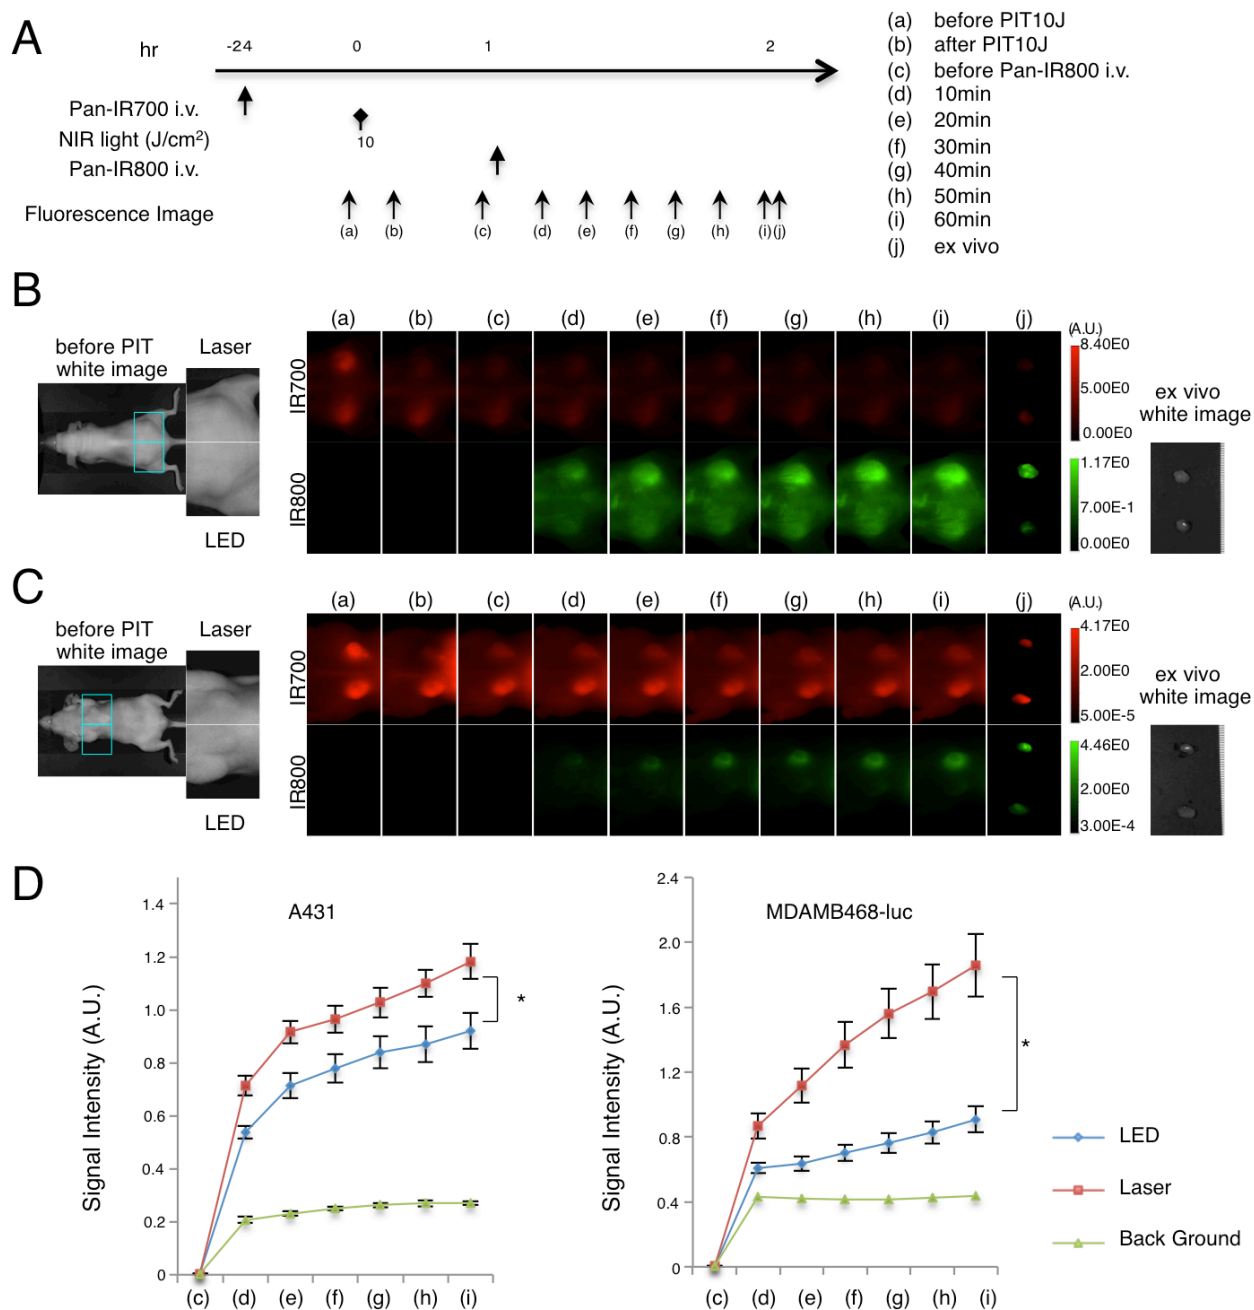 A
hr
-24 0 1 2
Pan-IR700 i.v.
NIR light (J/cm²)
10
Pan-IR800 i.v.
Fluorescence Image
(a) (b) (c) (d) (e) (f) (g) (h) (i) (j)
(a) before PIT10J
(b) after PIT10J
(c) before Pan-IR800 i.v.
(d) 10min
(e) 20min
(f) 30min
(g) 40min
(h) 50min
(i) 60min
(j) ex vivo
B
before PIT
white image
Laser
LED
(a) (b) (c) (d) (e) (f) (g) (h) (i) (j)
IR700
IR800
(A.U.)
8.40E0
5.00E0
0.00E0
1.17E0
7.00E-1
0.00E0
ex vivo
white image
C
before PIT
white image
Laser
LED
(a) (b) (c) (d) (e) (f) (g) (h) (i) (j)
IR700
IR800
(A.U.)
4.17E0
2.00E0
5.00E-5
4.46E0
2.00E0
3.00E-4
ex vivo
white image
D
A431
Signal Intensity (A.U.)
1.4
1.2
1.0
0.8
0.6
0.4
0.2
0
*
(c) (d) (e) (f) (g) (h) (i)
MDAMB468-luc
Signal Intensity (A.U.)
2.4
2.0
1.6
1.2
0.8
0.4
0
*
(c) (d) (e) (f) (g) (h) (i)
LED
Laser
Back Ground